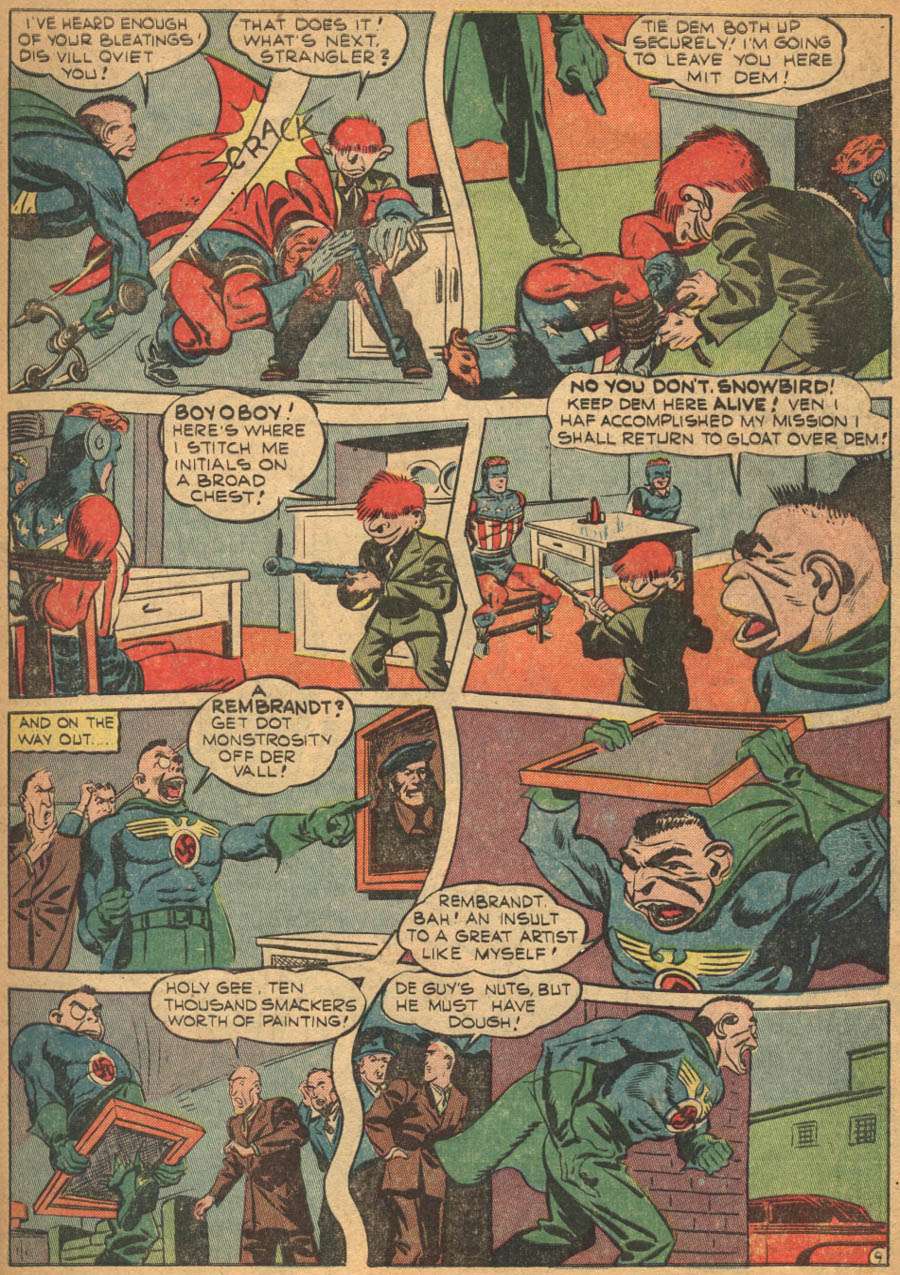 I'VE HEARD ENOUGH
OF YOUR BLEATINGS!
DIS VILL QVIET
YOU!
THAT DOES IT!
WHAT'S NEXT,
STRANGLER?
CRACK
TIE DEM BOTH UP
SECURELY! I'M GOING
TO LEAVE YOU HERE
MIT DEM!
BOY O BOY!
HERE'S WHERE
I STITCH ME
INITIALS ON
A BROAD
CHEST!
NO YOU DON'T, SNOWBIRD!
KEEP DEM HERE ALIVE! VEN I
HAF ACCOMPLISHED MY MISSION I
SHALL RETURN TO GLOAT OVER DEM!
AND ON THE
WAY OUT....
A
REMBRANDT?
GET DOT
MONSTROSITY
OFF DER
VALL!
REMBRANDT.
BAH! AN INSULT
TO A GREAT ARTIST
LIKE MYSELF!
HOLY GEE, TEN
THOUSAND SMACKERS
WORTH OF PAINTING!
DE GUY'S NUTS, BUT
HE MUST HAVE
DOUGH!
9